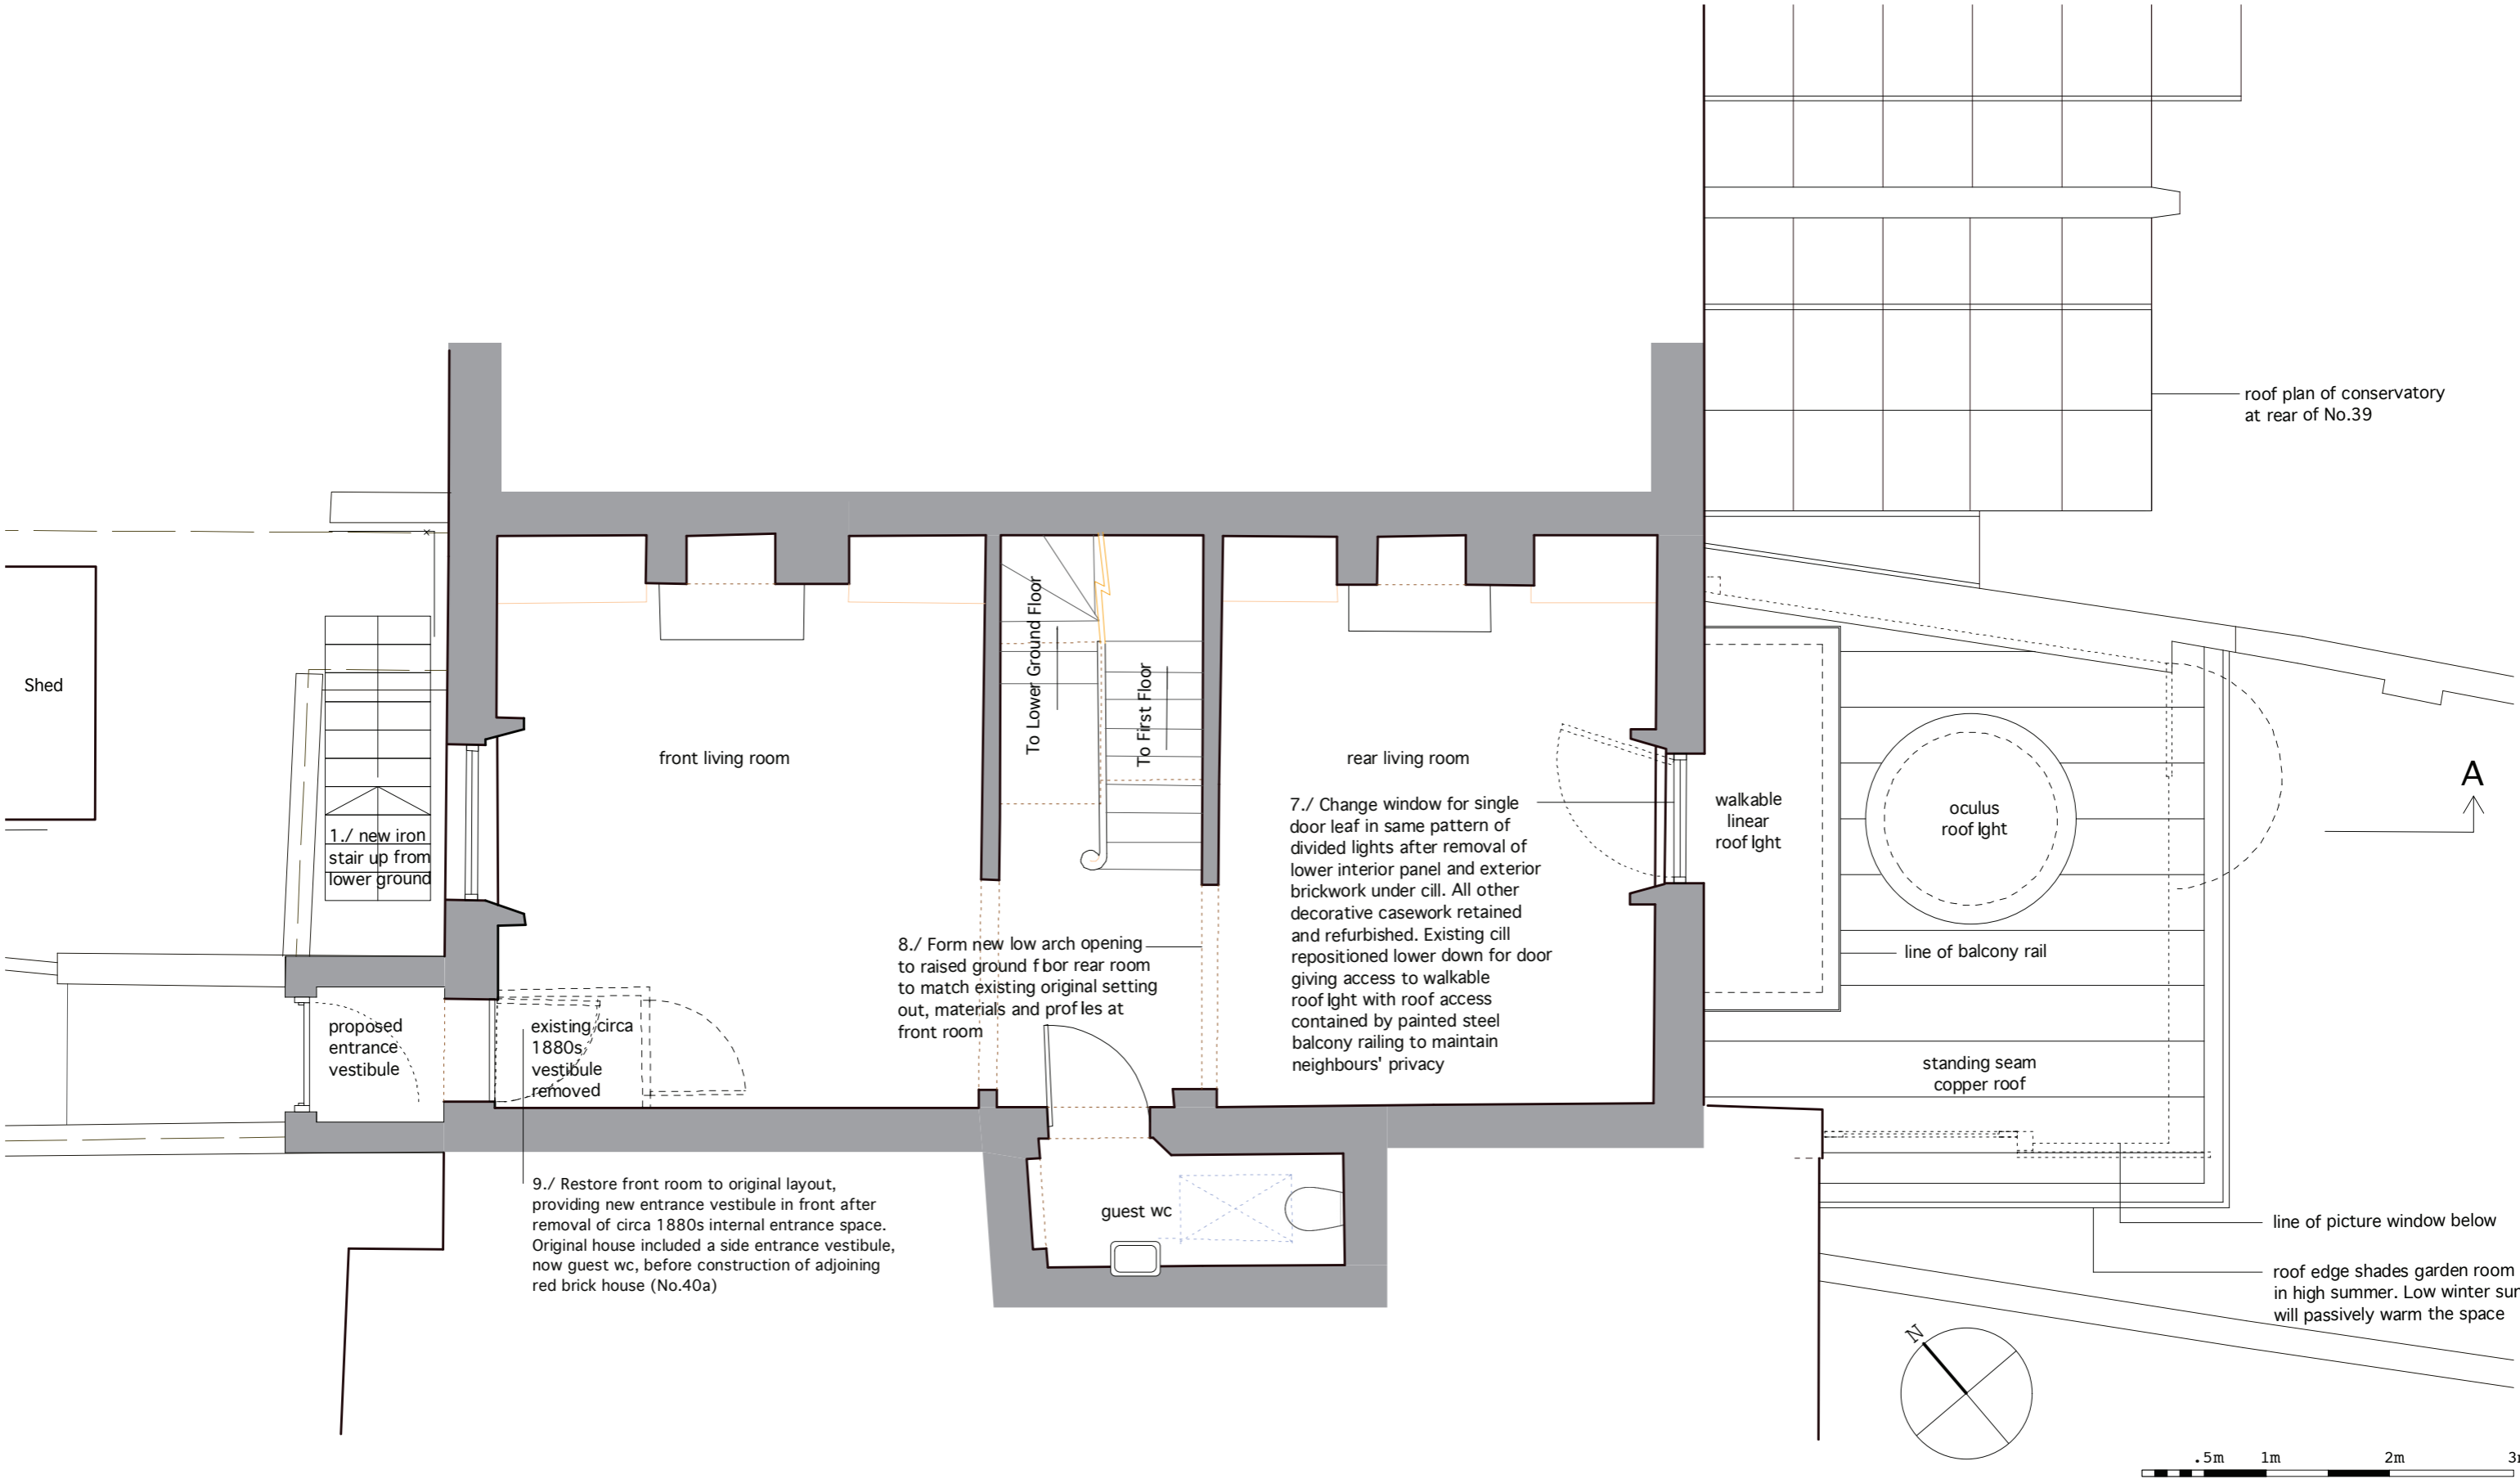 roof plan of conservatory
at rear of No.39
Shed
1./ new iron
stair up from
lower ground
front living room
To Lower Ground Floor
To First Floor
rear living room
7./ Change window for single
door leaf in same pattern of
divided lights after removal of
lower interior panel and exterior
brickwork under cill. All other
decorative casework retained
and refurbished. Existing cill
repositioned lower down for door
giving access to walkable
rooflght with roof access
contained by painted steel
balcony railing to maintain
neighbours' privacy
walkable
linear
rooflght
oculus
rooflght
A
line of balcony rail
8./ Form new low arch opening
to raised ground fbor rear room
to match existing original setting
out, materials and profles at
front room
proposed
entrance
vestibule
existing circa
1880s
vestibule
removed
standing seam
copper roof
9./ Restore front room to original layout,
providing new entrance vestibule in front after
removal of circa 1880s internal entrance space.
Original house included a side entrance vestibule,
now guest wc, before construction of adjoining
red brick house (No.40a)
guest wc
line of picture window below
roof edge shades garden room
in high summer. Low winter sun
will passively warm the space
N
.5m 1m 2m 3m